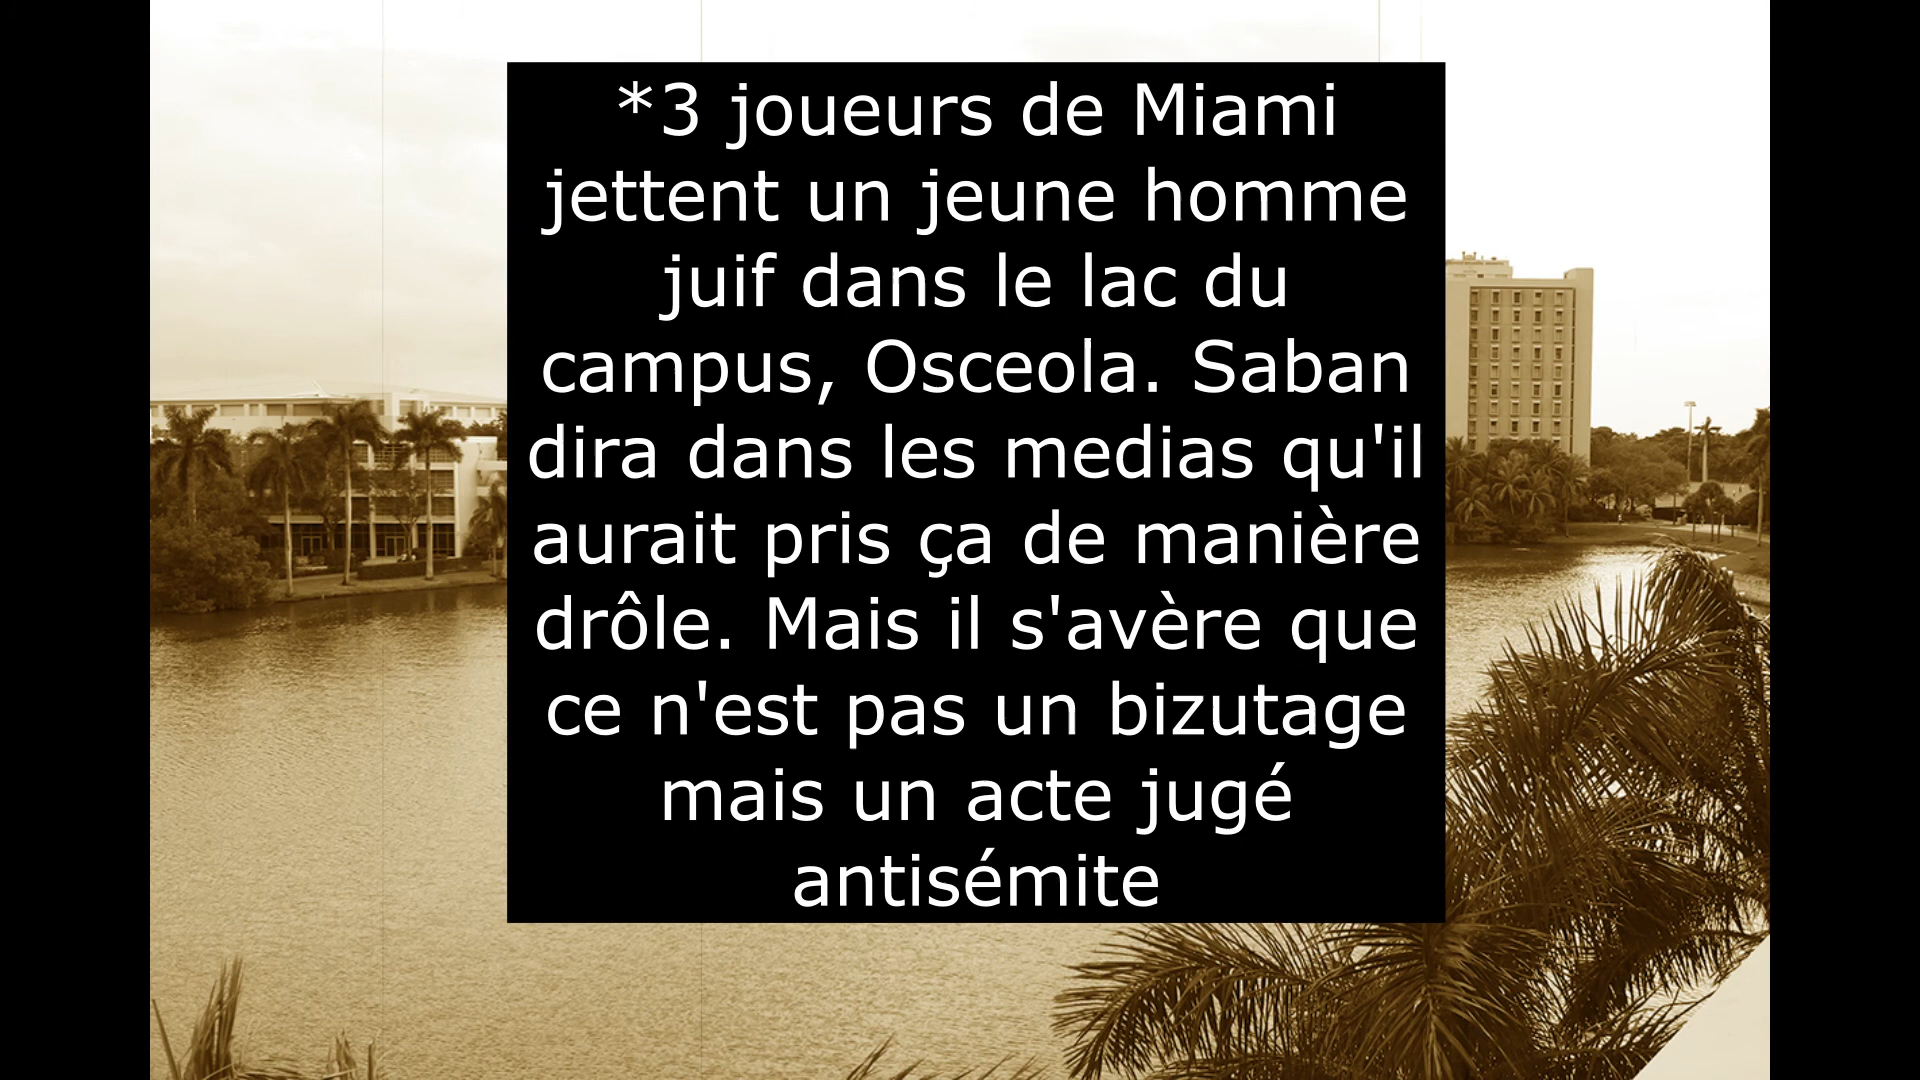 *3 joueurs de Miami
jettent un jeune homme
juif dans le lac du
campus, Osceola. Saban
dira dans les medias qu'il
aurait pris ça de manière
drôle. Mais il s'avère que
ce n'est pas un bizutage
mais un acte jugé
antisémite